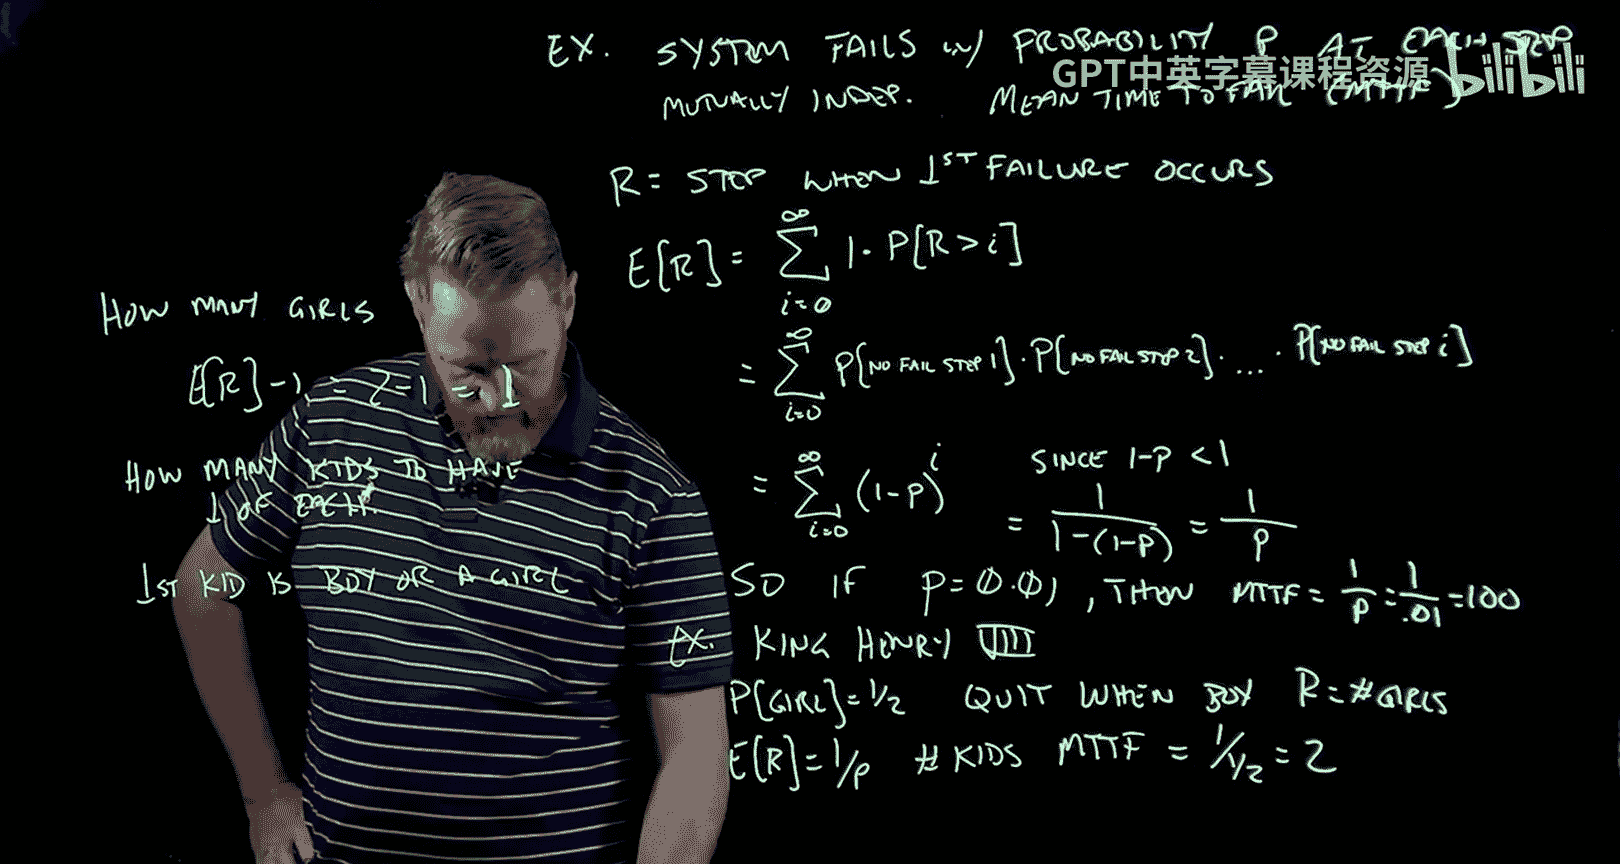 EX. SYSTEM FAILS w/ PROBABILITY P AT EACH STEP
GPT中英字幕课程资源 bilibili
MUTUALLY INDEP. MEAN TIME TO FAIL (MTTF)
R = STEP WHEN 1ST FAILURE OCCURS
E[R] = ∞ Σ i=0 1· P[R > i]
= ∞ Σ i=0 P[NO FAIL STEP 1] · P[NO FAIL STEP 2] · ... · P[NO FAIL STEP i]
= ∞ Σ i=0 (1-P)^i SINCE 1-P < 1
= 1/(1-(1-P)) = 1/P
SO IF P=0.01, THEN MTTF = 1/P = 1/.01 = 100
EX. KING HENRY VIII
P[GIRL]=1/2 QUIT WHEN BOY R=#GIRLS
E[R]=1/P # KIDS MTTF = 1/1/2 = 2
HOW MANY GIRLS
E[R]-1 = 2-1 = 1
HOW MANY KIDS TO HAVE
1 OF EACH.
1ST KID IS BOY OR A GIRL